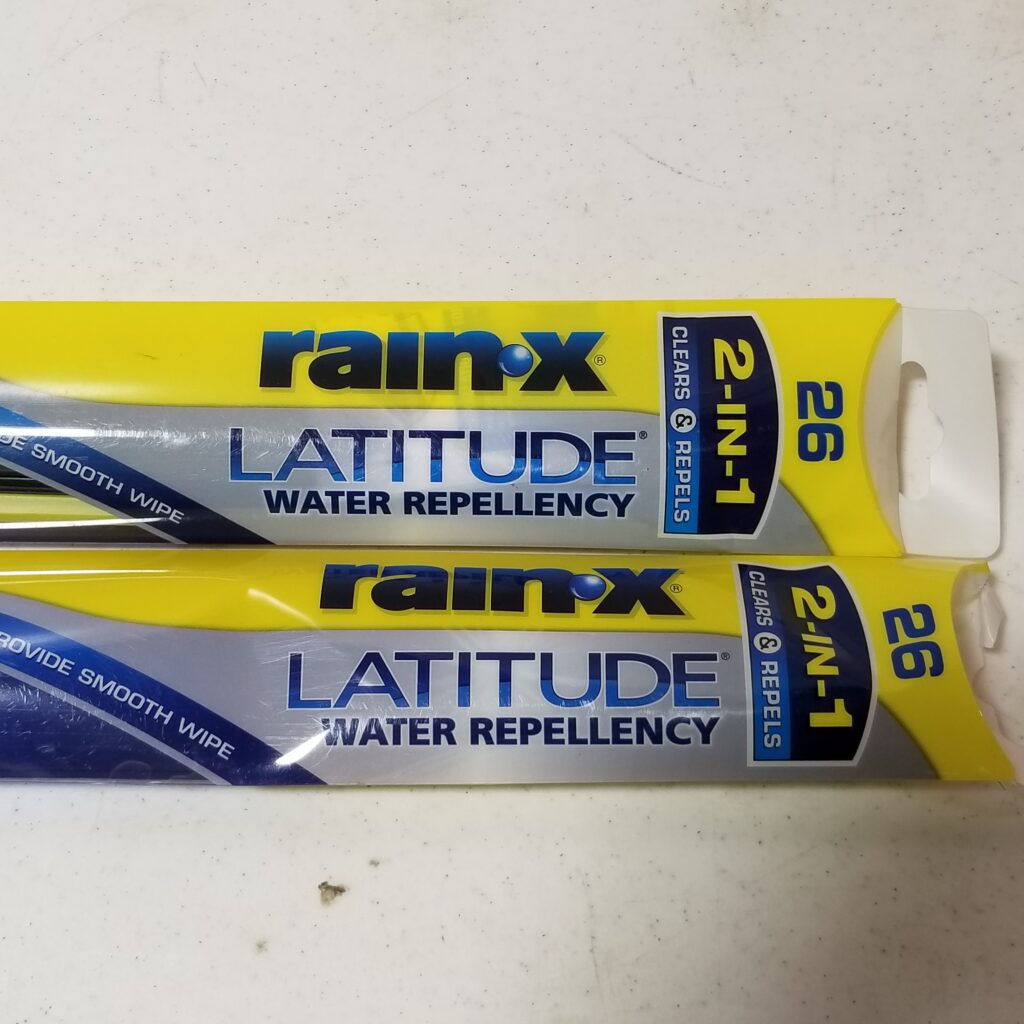 rain-x®
LATITUDE®
WATER REPELLENCY
DE SMOOTH WIPE
CLEARS & REPELS
2-IN-1
26
rain-x®
LATITUDE®
WATER REPELLENCY
ROVIDE SMOOTH WIPE
CLEARS & REPELS
2-IN-1
26